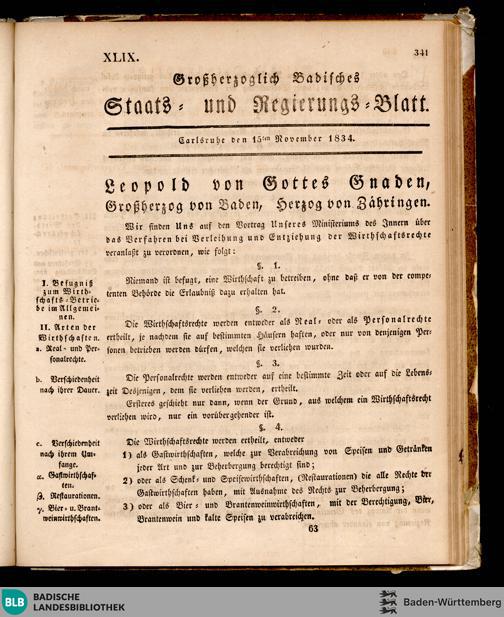 XLIX.
341
Großherzoglich Badisches
Staats- und Regierungs-Blatt.
Carlsruhe den 15ten November 1834.
Leopold von Gottes Gnaden,
Großherzog von Baden, Herzog von Zähringen.
Wir finden Uns auf den Vortrag Unseres Ministeriums des Innern über
das Verfahren bei Verleihung und Entziehung der Wirthschaftsrechte
veranlaßt zu verordnen, wie folgt:
§. 1.
I. Befugniß
zum Wirth-
schafts-Betrie-
be im Allgemei-
nen.
Niemand ist befugt, eine Wirthschaft zu betreiben, ohne daß er von der compe-
tenten Behörde die Erlaubniß dazu erhalten hat.
§. 2.
II. Arten der
Wirthschaften.
a. Real- und Per-
sonalrechte.
Die Wirthschaftsrechte werden entweder als Real- oder als Personalrechte
ertheilt, je nachdem sie auf bestimmten Häusern haften, oder nur von denjenigen Per-
sonen betrieben werden dürfen, welchen sie verliehen wurden.
§. 3.
b. Verschiedenheit
nach ihrer Dauer.
Die Personalrechte werden entweder auf eine bestimmte Zeit oder auf die Lebens-
zeit Desjenigen, dem sie verliehen werden, ertheilt.
Ersteres geschieht nur dann, wenn der Grund, aus welchem ein Wirthschaftsrecht
verliehen wird, nur ein vorübergehender ist.
§. 4.
c. Verschiedenheit
nach ihrem Um-
fange.
α. Gastwirthschaf-
ten.
β. Restaurationen.
γ. Bier- u. Brant-
weinwirthschaften.
Die Wirthschaftsrechte werden ertheilt, entweder
1) als Gastwirthschaften, welche zur Verabreichung von Speisen und Getränken
jeder Art und zur Beherbergung berechtigt sind;
2) oder als Schenk- und Speisewirthschaften, (Restaurationen) die alle Rechte der
Gastwirthschaften haben, mit Ausnahme des Rechts zur Beherbergung;
3) oder als Bier- und Brantenweinwirthschaften, mit der Berechtigung, Bier,
Brantenwein und kalte Speisen zu verabreichen.
63
BLB
BADISCHE
LANDESBIBLIOTHEK
Baden-Württemberg